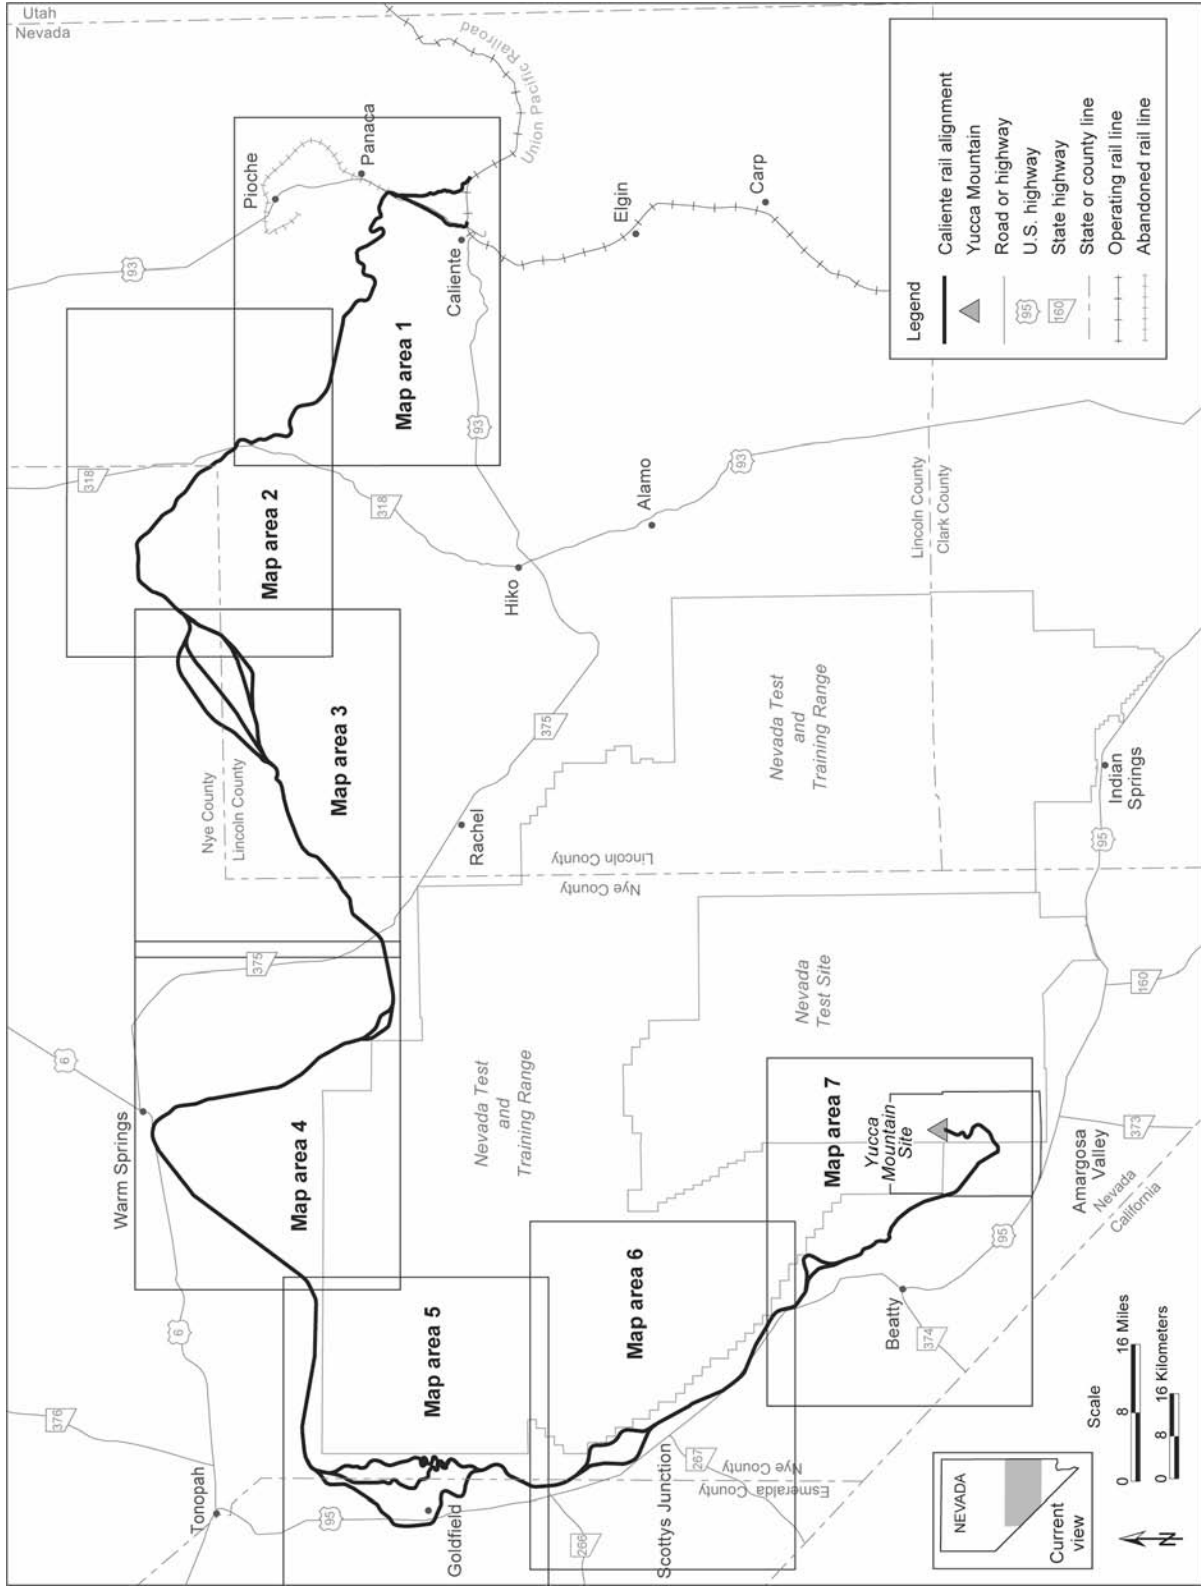 Utah
Nevada
Union Pacific
Railroad
Panaca
Pioche
93
Caliente
Elgin
Carp
Map area 1
93
318
Map area 2
318
Hiko
Alamo
93
Lincoln County
Clark County
Nye County
Lincoln County
Map area 3
375
Rachel
Nevada Test
and
Training Range
Lincoln County
Nye County
Indian
Springs
95
375
6
Warm Springs
Map area 4
Nevada Test
and
Training Range
Nevada
Test Site
160
Map area 7
Yucca
Mountain
Site
Amargosa
Valley
373
Nevada
California
95
Beatty
374
Map area 6
Map area 5
6
376
Tonopah
95
Goldfield
266
Scottys Junction
267
Nye County
Esmeralda County
Legend
Caliente rail alignment
Yucca Mountain
Road or highway
95
U.S. highway
160
State highway
State or county line
Operating rail line
Abandoned rail line
Scale
0 8 16 Miles
0 8 16 Kilometers
NEVADA
Current
view
N